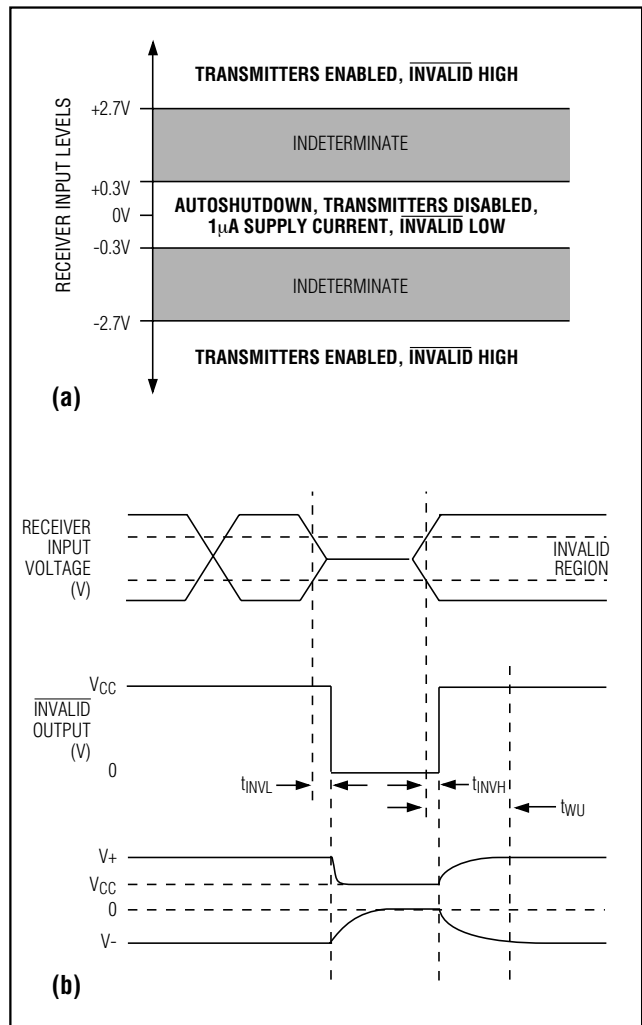 TRANSMITTERS ENABLED, INVALID HIGH
RECEIVER INPUT LEVELS
+2.7V
INDETERMINATE
+0.3V
0V
AUTOSHUTDOWN, TRANSMITTERS DISABLED,
1µA SUPPLY CURRENT, INVALID LOW
-0.3V
INDETERMINATE
-2.7V
TRANSMITTERS ENABLED, INVALID HIGH
(a)
RECEIVER
INPUT
VOLTAGE
(V)
INVALID
REGION
VCC
INVALID
OUTPUT
(V)
0
tINVL
tINVH
tWU
V+
VCC
0
V-
(b)